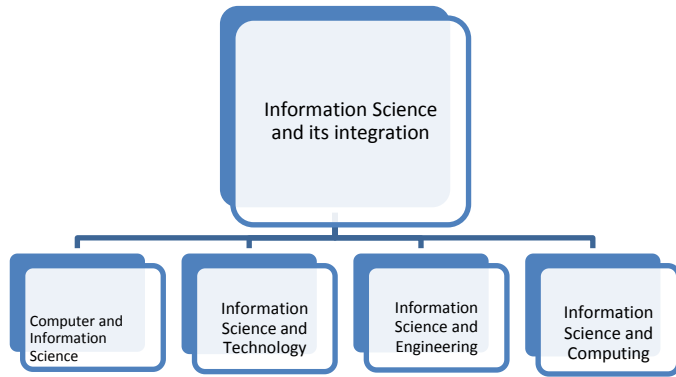 Information Science
and its integration
Computer and
Information
Science
Information
Science and
Technology
Information
Science and
Engineering
Information
Science and
Computing